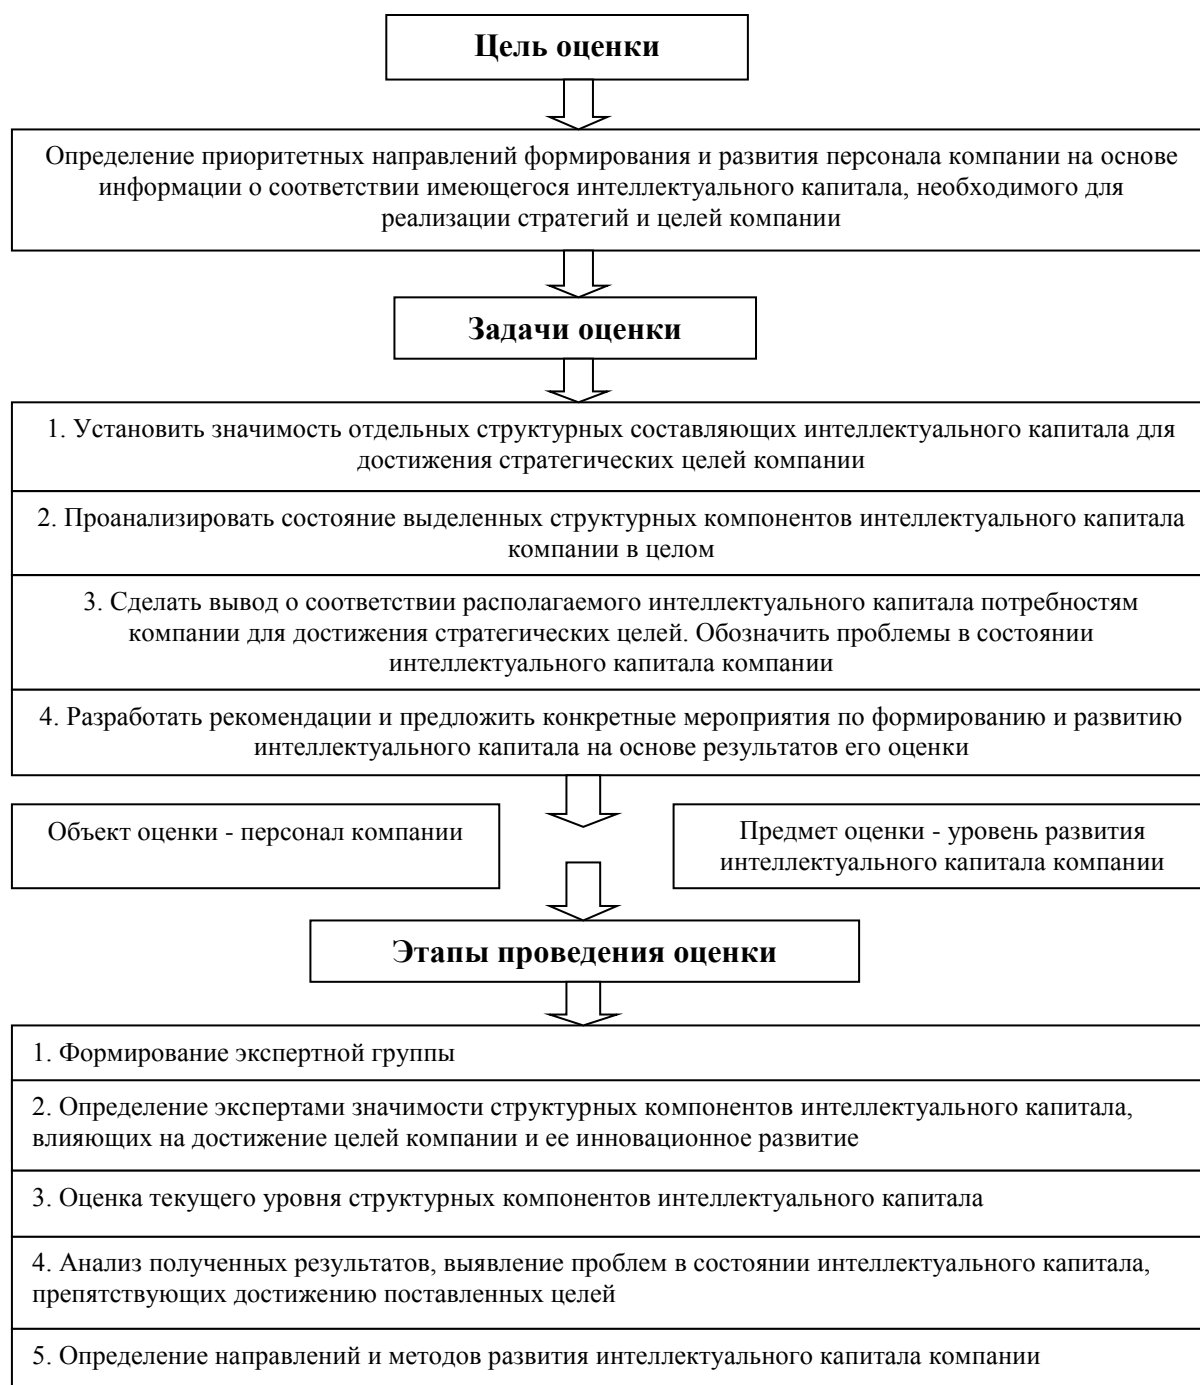 Цель оценки
Определение приоритетных направлений формирования и развития персонала компании на основе
информации о соответствии имеющегося интеллектуального капитала, необходимого для
реализации стратегий и целей компании
Задачи оценки
1. Установить значимость отдельных структурных составляющих интеллектуального капитала для
достижения стратегических целей компании
2. Проанализировать состояние выделенных структурных компонентов интеллектуального капитала
компании в целом
3. Сделать вывод о соответствии располагаемого интеллектуального капитала потребностям
компании для достижения стратегических целей. Обозначить проблемы в состоянии
интеллектуального капитала компании
4. Разработать рекомендации и предложить конкретные мероприятия по формированию и развитию
интеллектуального капитала на основе результатов его оценки
Объект оценки - персонал компании
Предмет оценки - уровень развития
интеллектуального капитала компании
Этапы проведения оценки
1. Формирование экспертной группы
2. Определение экспертами значимости структурных компонентов интеллектуального капитала,
влияющих на достижение целей компании и ее инновационное развитие
3. Оценка текущего уровня структурных компонентов интеллектуального капитала
4. Анализ полученных результатов, выявление проблем в состоянии интеллектуального капитала,
препятствующих достижению поставленных целей
5. Определение направлений и методов развития интеллектуального капитала компании